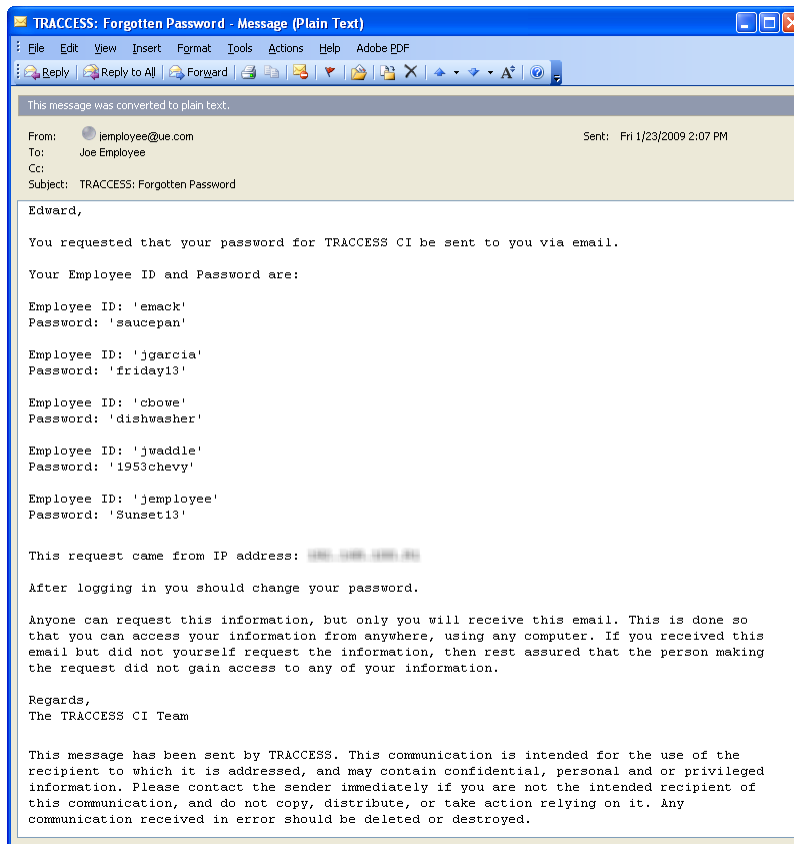 TRACCESS: Forgotten Password - Message (Plain Text)
File Edit View Insert Format Tools Actions Help Adobe PDF
Reply Reply to All Forward
This message was converted to plain text.
From: jemployee@ue.com Sent: Fri 1/23/2009 2:07 PM
To: Joe Employee
Cc:
Subject: TRACCESS: Forgotten Password
Edward,
You requested that your password for TRACCESS CI be sent to you via email.
Your Employee ID and Password are:
Employee ID: 'emack'
Password: 'saucepan'
Employee ID: 'jgarcia'
Password: 'friday13'
Employee ID: 'cbowe'
Password: 'dishwasher'
Employee ID: 'jwaddle'
Password: '1953chevy'
Employee ID: 'jemployee'
Password: 'Sunset13'
This request came from IP address:
After logging in you should change your password.
Anyone can request this information, but only you will receive this email. This is done so
that you can access your information from anywhere, using any computer. If you received this
email but did not yourself request the information, then rest assured that the person making
the request did not gain access to any of your information.
Regards,
The TRACCESS CI Team
This message has been sent by TRACCESS. This communication is intended for the use of the
recipient to which it is addressed, and may contain confidential, personal and or privileged
information. Please contact the sender immediately if you are not the intended recipient of
this communication, and do not copy, distribute, or take action relying on it. Any
communication received in error should be deleted or destroyed.